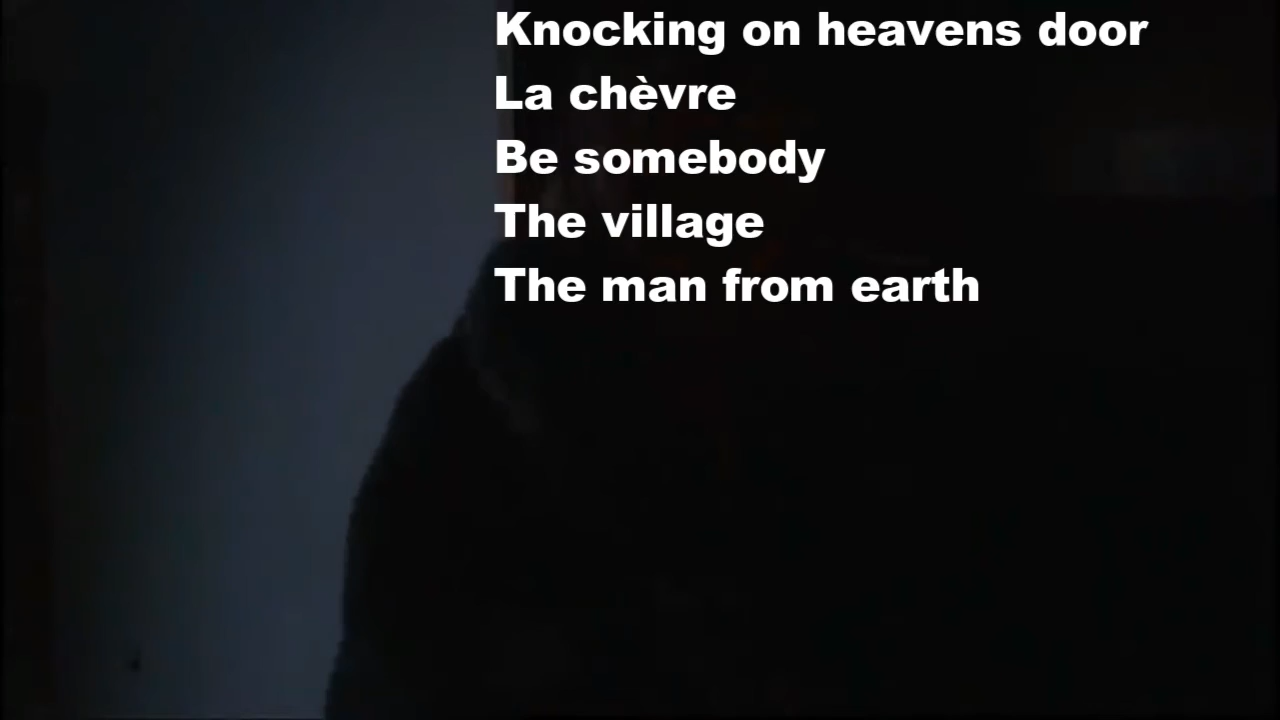 Knocking on heavens door
La chèvre
Be somebody
The village
The man from earth